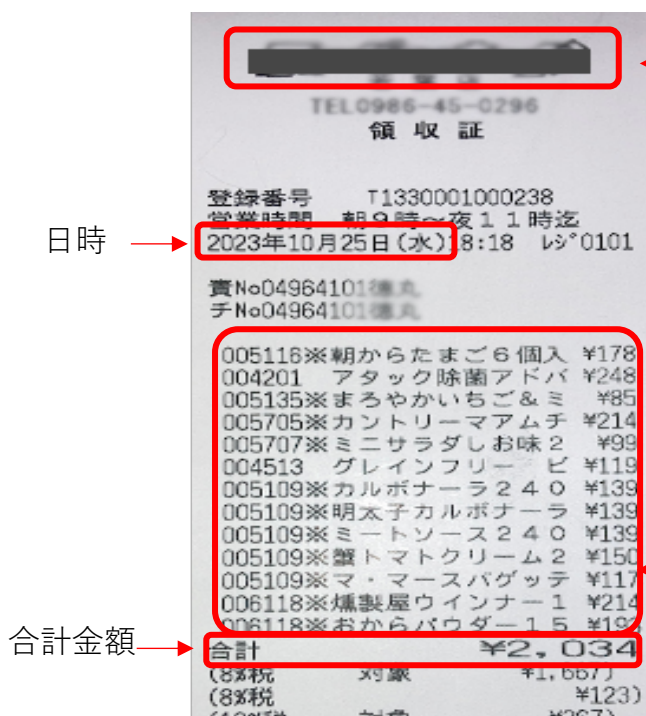 TEL0986-45-0296
領収証
登録番号 T1330001000238
営業時間 朝9時~夜11時迄
日時
2023年10月25日(水)18:18 レジ0101
責No04964101
チNo04964101
005116※朝からたまご6個入 ¥178
004201 アタック除菌アドバ ¥248
005135※まろやかいちご&ミ ¥85
005705※カントリーマアムチ ¥214
005707※ミニサラダしお味2 ¥99
004513 グレインフリー ビ ¥119
005109※カルボナーラ240 ¥139
005109※明太子カルボナーラ ¥139
005109※ミートソース240 ¥139
005109※蟹トマトクリーム2 ¥150
005109※マ・マースパゲッテ ¥117
006118※燻製屋ウインナー1 ¥214
006118※おからパウダー15 ¥193
合計金額
合計 ¥2,034
(8%税 対象 ¥1,667)
(8%税 ¥123)